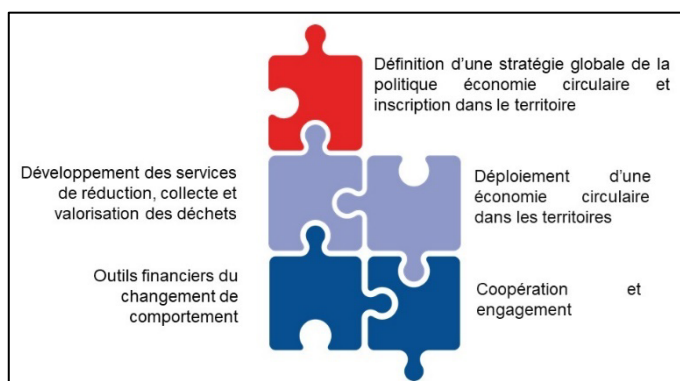 Définition d'une stratégie globale de la
politique économie circulaire et
inscription dans le territoire
Développement des services
de réduction, collecte et
valorisation des déchets
Déploiement d'une
économie circulaire
dans les territoires
Outils financiers du
changement de
comportement
Coopération et
engagement